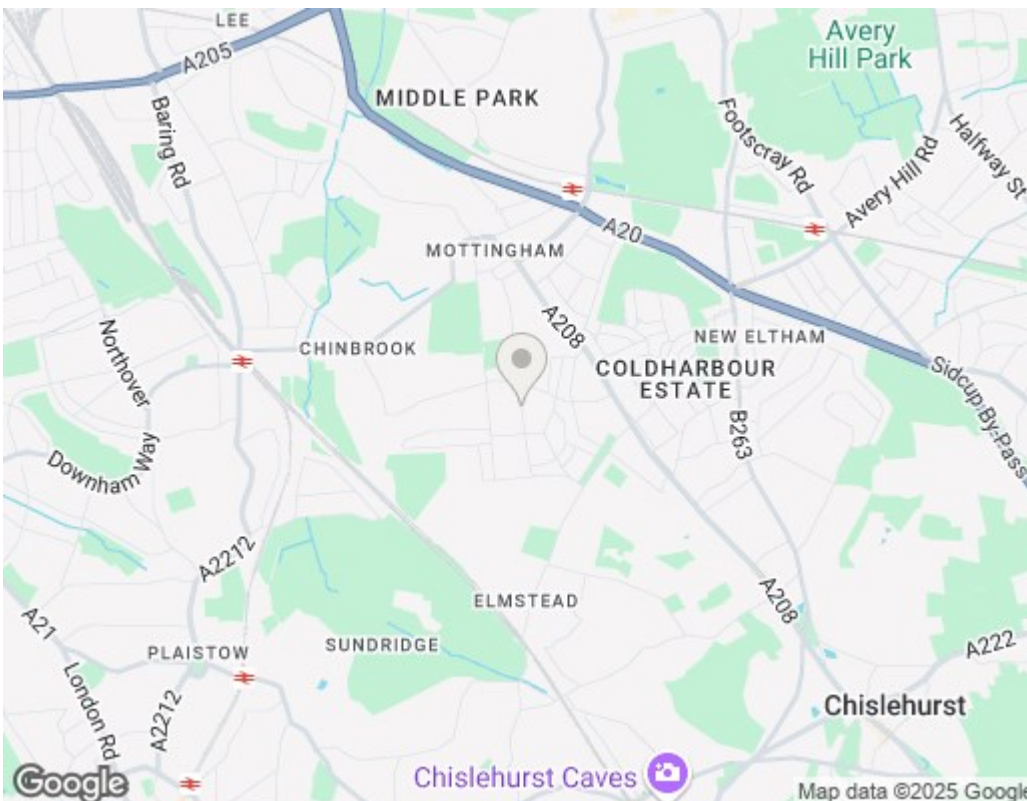 LEE
A205
Baring Rd
MIDDLE PARK
Avery
Hill Park
Footscray Rd
Avery Hill Rd
Halfway St
A20
MOTTINGHAM
A208
CHINBROOK
Northover
Downham Way
NEW ELTHAM
COLDHARBOUR
ESTATE
B263
Sidcup By-Pass
A2212
ELMSTEAD
A208
A21
SUNDRIDGE
PLAISTOW
A222
London Rd
A2212
Chislehurst
Chislehurst Caves
Google
Map data ©2025 Google